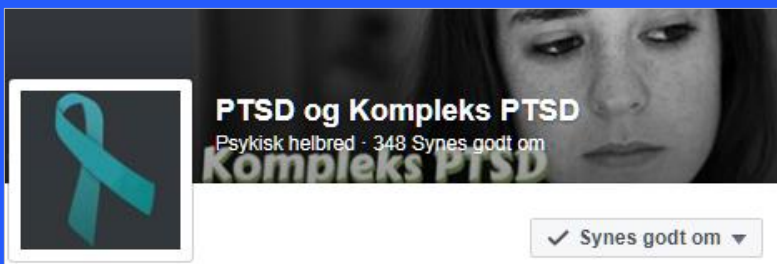 PTSD og Kompleks PTSD
Psykisk helbred · 348 Synes godt om
Kompleks PTSD
Synes godt om